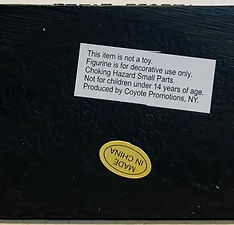 This item is not a toy.
Figurine is for decorative use only.
Choking Hazard Small Parts.
Not for children under 14 years of age.
Produced by Coyote Promotions, NY.
MADE
IN CHINA